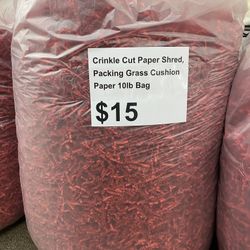 Crinkle Cut Paper Shred,
Packing Grass Cushion
Paper 10lb Bag
$15